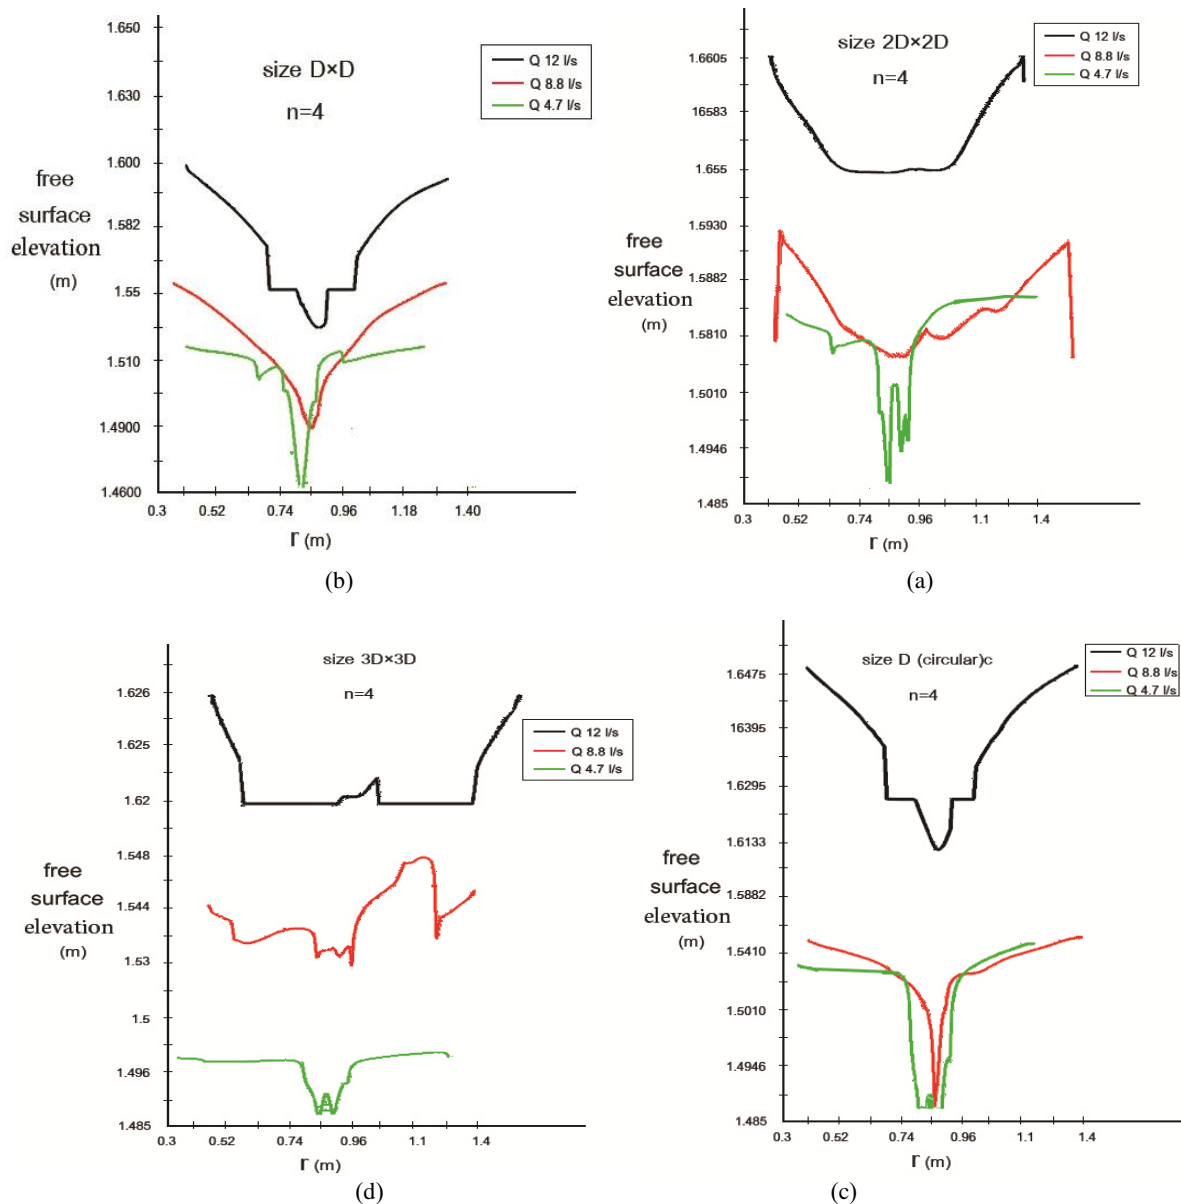 1.650
1.630
1.600
1.582
1.55
1.510
1.4900
1.4600
size D×D
n=4
Q 12 l/s
Q 8.8 l/s
Q 4.7 l/s
free
surface
elevation
(m)
0.3 0.52 0.74 0.96 1.18 1.40
r (m)
(b)
1.6605
16583
1.655
1.5930
1.5882
1.5810
1.5010
1.4946
1.485
size 2D×2D
n=4
Q 12 l/s
Q 8.8 l/s
Q 4.7 l/s
free
surface
elevation
(m)
0.3 0.52 0.74 0.96 1.1 1.4
r (m)
(a)
1.626
1.625
1.62
1.548
1.544
1.53
1.5
1.496
1.485
size 3D×3D
n=4
Q 12 l/s
Q 8.8 l/s
Q 4.7 l/s
free
surface
elevation
(m)
0.3 0.52 0.74 0.96 1.1 1.4
r (m)
(d)
1.6475
16395
1.6295
1.6133
1.5882
1.5410
1.5010
1.4946
1.485
size D (circular)c
n=4
Q 12 l/s
Q 8.8 l/s
Q 4.7 l/s
free
surface
elevation
(m)
0.3 0.52 0.74 0.96 1.1 1.4
r (m)
(c)